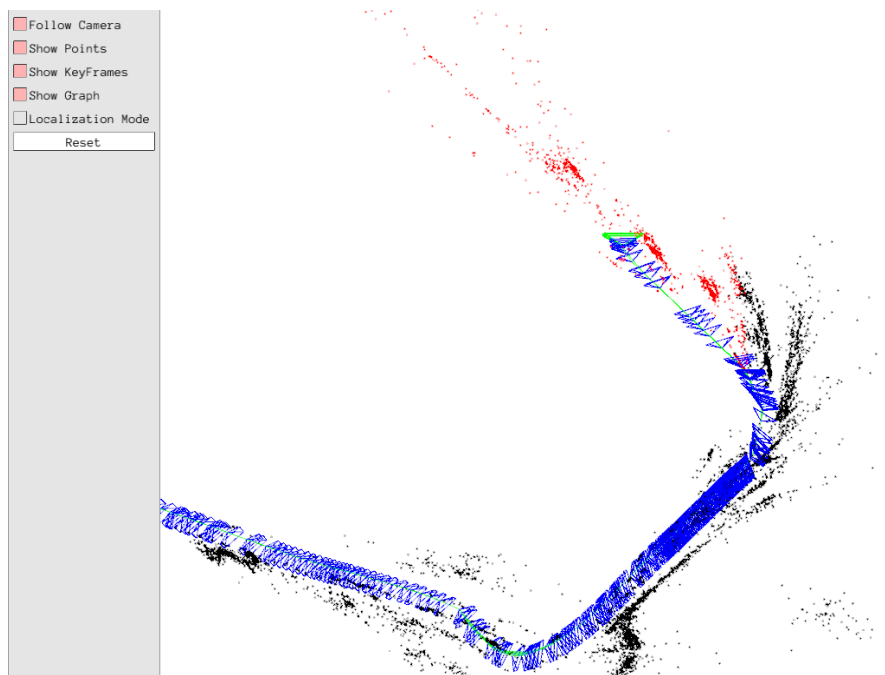 Follow Camera
Show Points
Show KeyFrames
Show Graph
Localization Mode
Reset